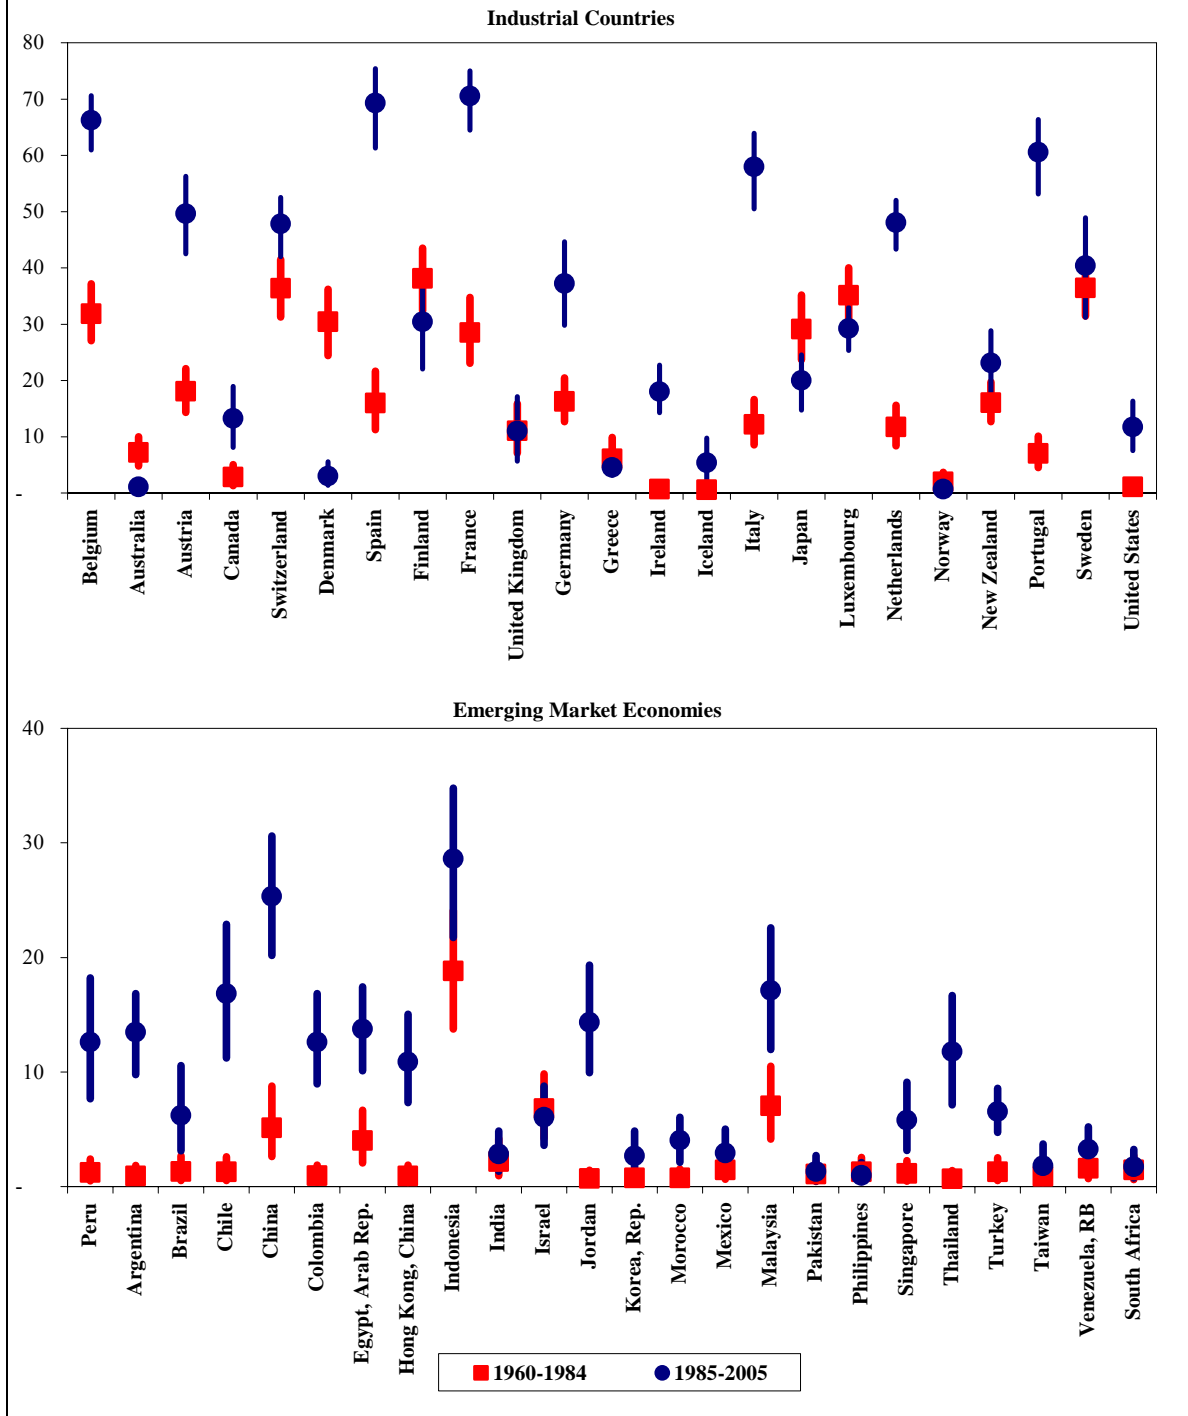 Industrial Countries
80
70
60
50
40
30
20
10
-
Belgium
Australia
Austria
Canada
Switzerland
Denmark
Spain
Finland
France
United Kingdom
Germany
Greece
Ireland
Iceland
Italy
Japan
Luxembourg
Netherlands
Norway
New Zealand
Portugal
Sweden
United States
Emerging Market Economies
40
30
20
10
-
Peru
Argentina
Brazil
Chile
China
Colombia
Egypt, Arab Rep.
Hong Kong, China
Indonesia
India
Israel
Jordan
Korea, Rep.
Morocco
Mexico
Malaysia
Pakistan
Philippines
Singapore
Thailand
Turkey
Taiwan
Venezuela, RB
South Africa
1960-1984
1985-2005